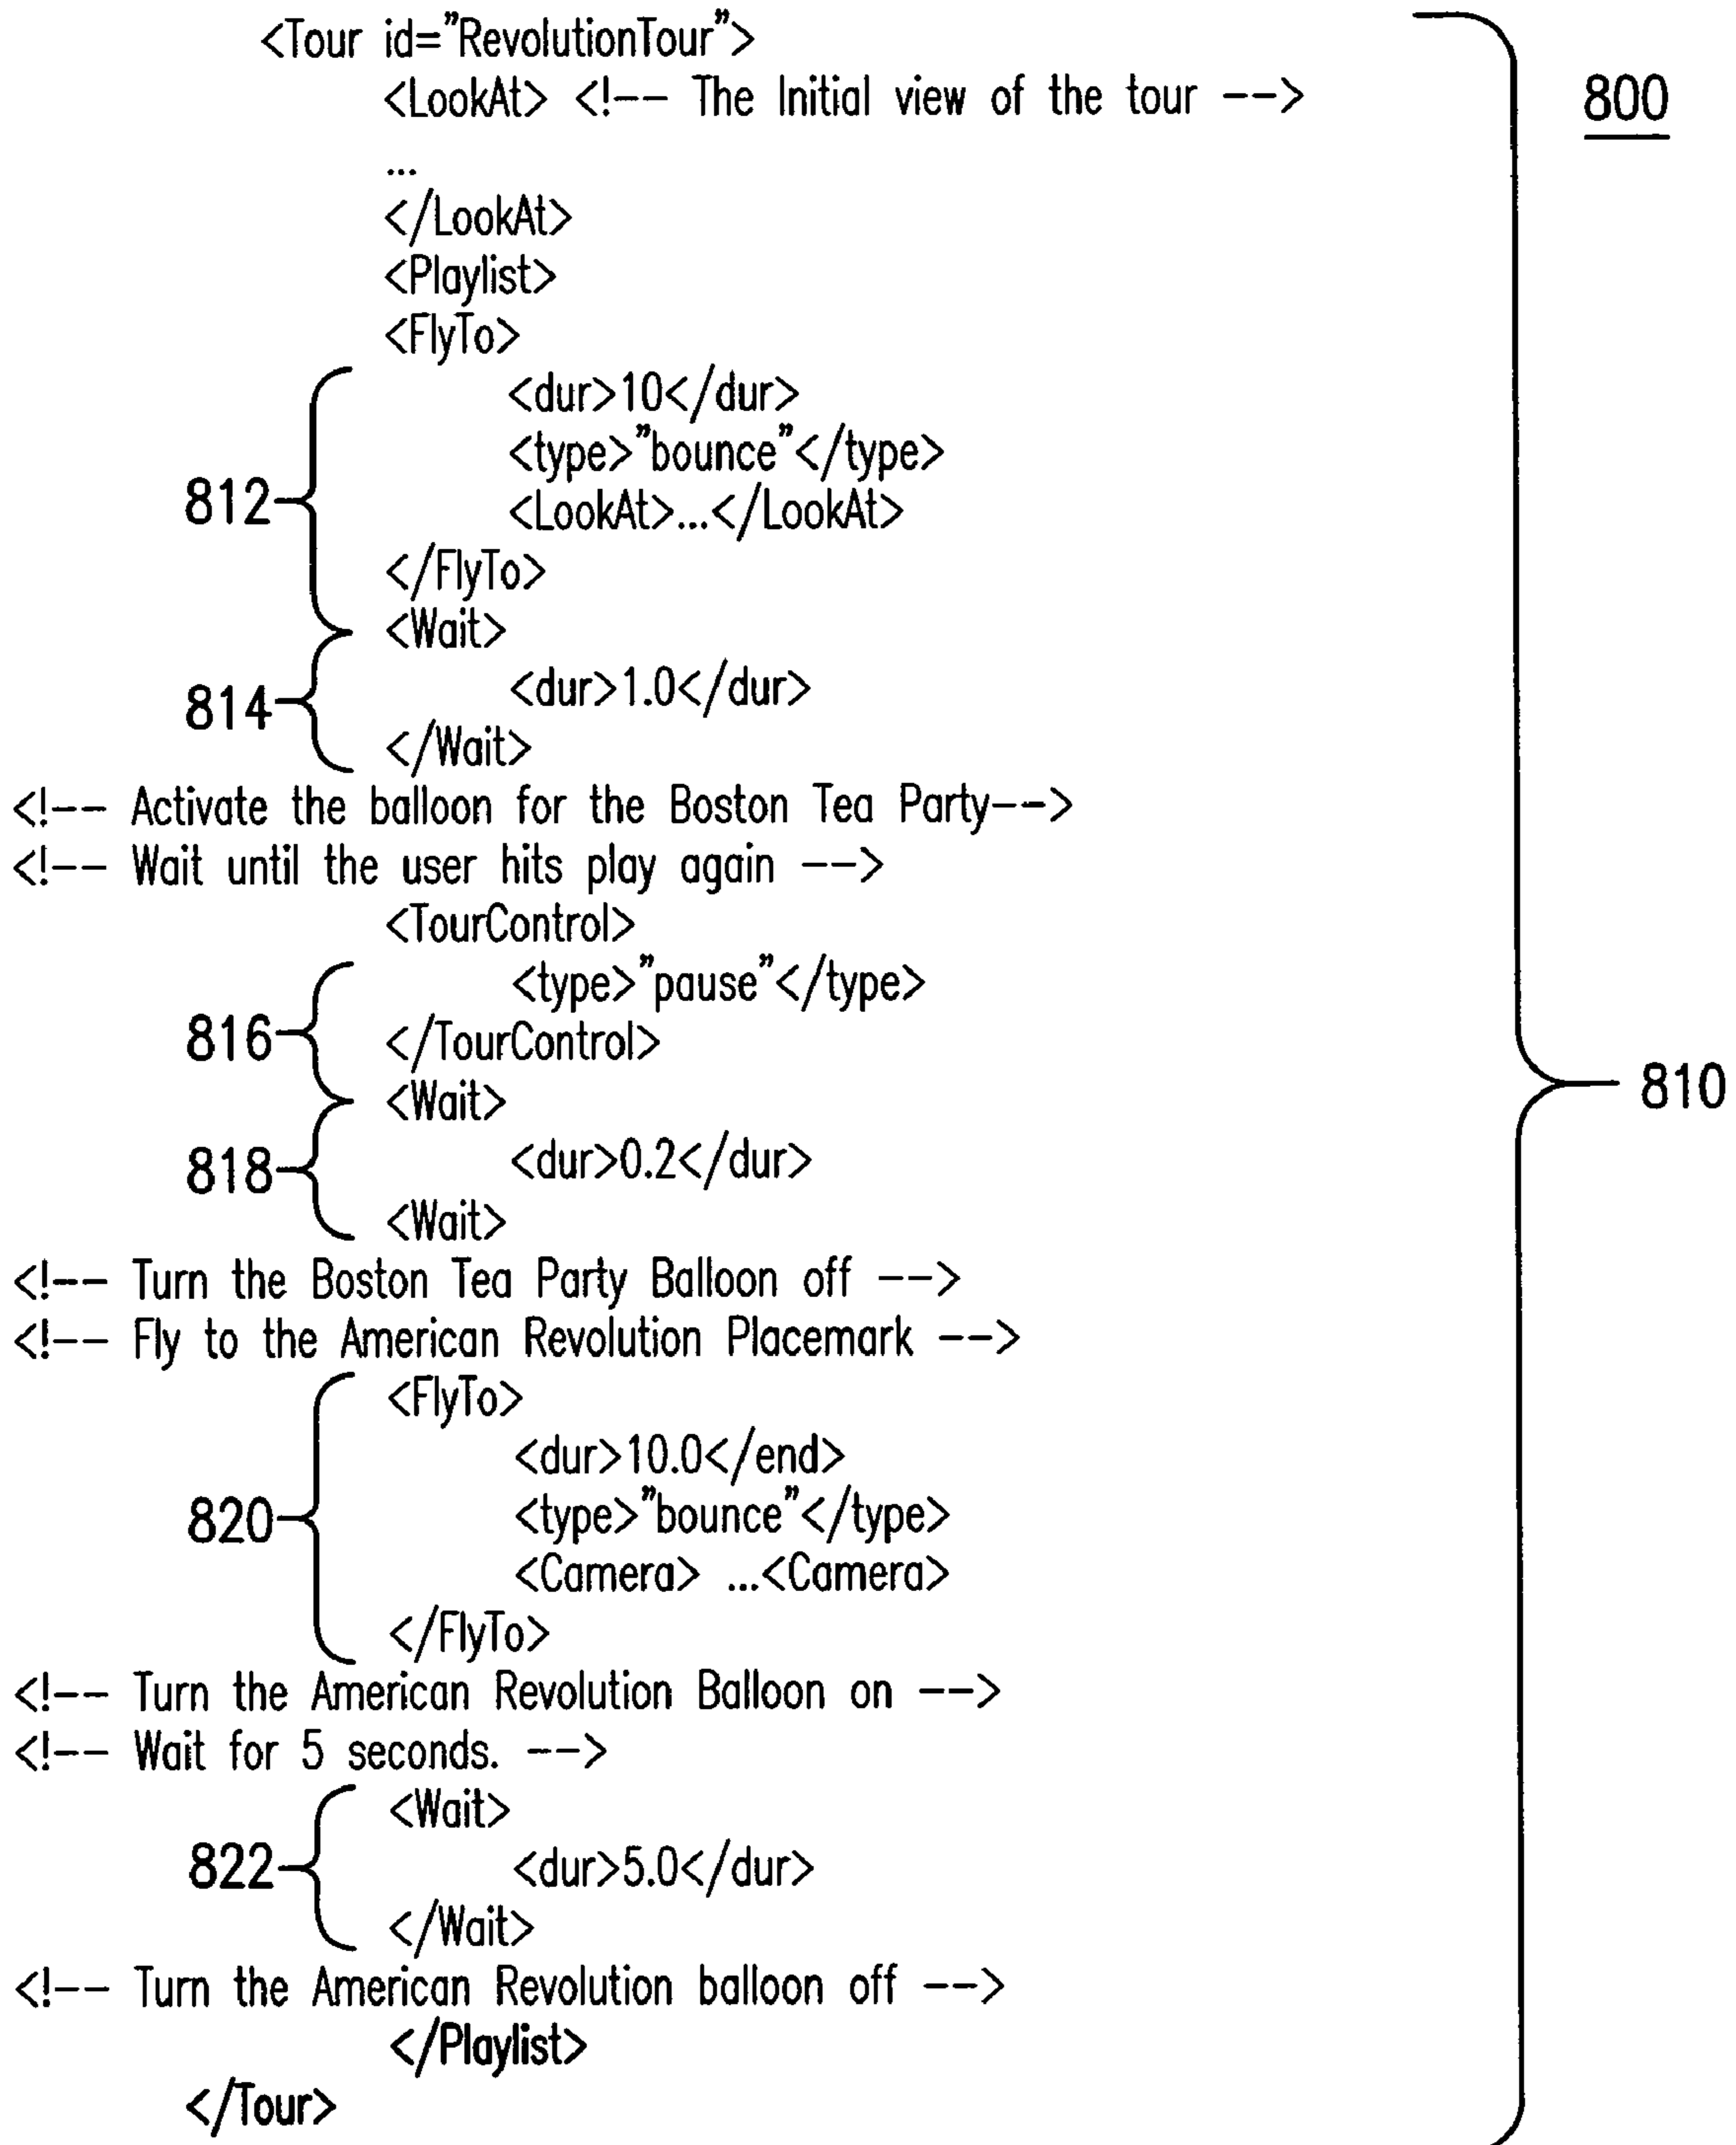 <Tour id="RevolutionTour">
<LookAt> <!-- The Initial view of the tour -->
800
...
</LookAt>
<Playlist>
<FlyTo>
<dur>10</dur>
<type>"bounce"</type>
812
<LookAt>...</LookAt>
</FlyTo>
<Wait>
<dur>1.0</dur>
814
</Wait>
<!-- Activate the balloon for the Boston Tea Party-->
<!-- Wait until the user hits play again -->
<TourControl>
<type>"pause"</type>
816
</TourControl>
810
<Wait>
<dur>0.2</dur>
818
<Wait>
<!-- Turn the Boston Tea Party Balloon off -->
<!-- Fly to the American Revolution Placemark -->
<FlyTo>
<dur>10.0</end>
820
<type>"bounce"</type>
<Camera> ...<Camera>
</FlyTo>
<!-- Turn the American Revolution Balloon on -->
<!-- Wait for 5 seconds. -->
<Wait>
822
<dur>5.0</dur>
</Wait>
<!-- Turn the American Revolution balloon off -->
</Playlist>
</Tour>